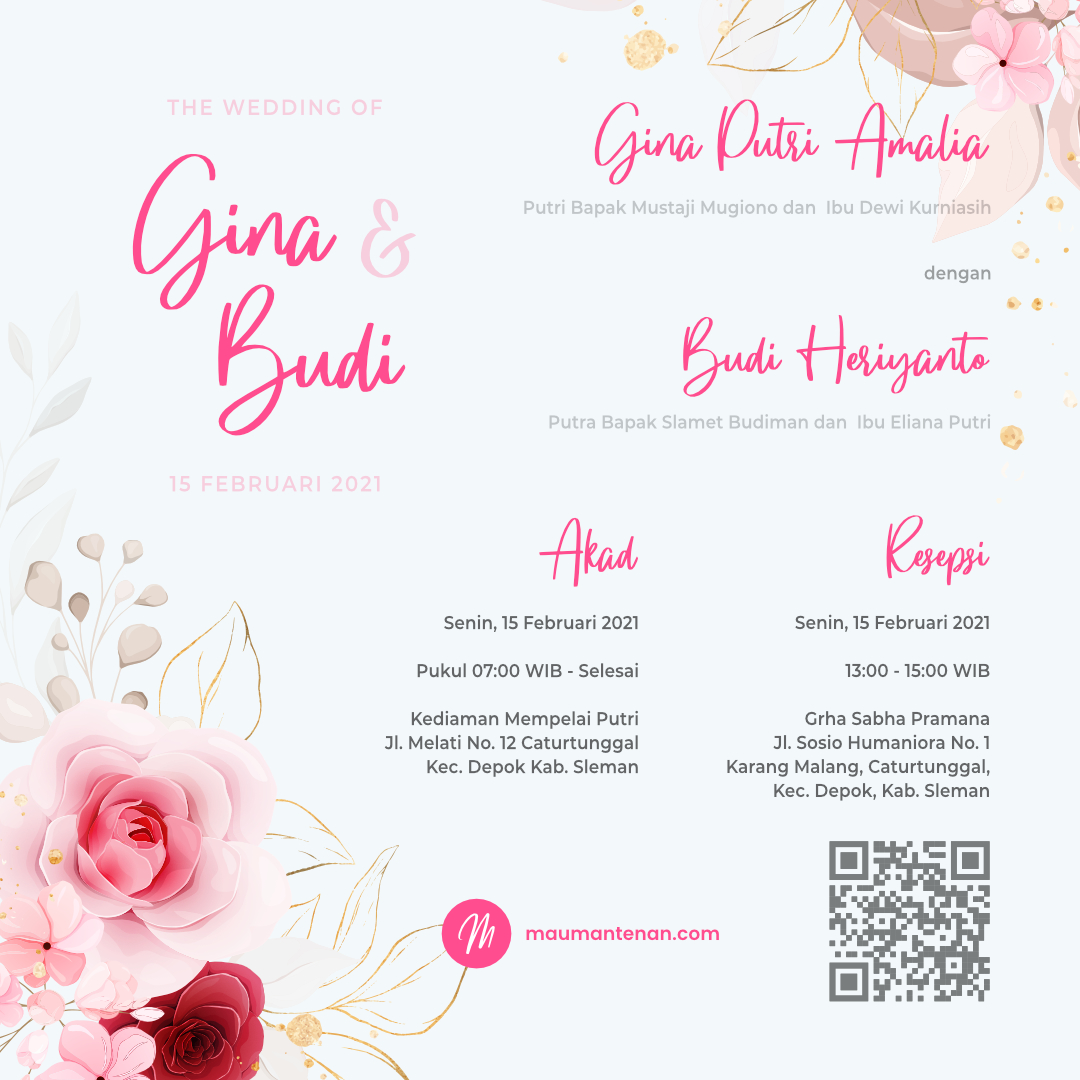 THE WEDDING OF
Gina &
Budi
15 FEBRUARI 2021
Gina Putri Amalia
Putri Bapak Mustaji Mugiono dan Ibu Dewi Kurniasih
dengan
Budi Heriyanto
Putra Bapak Slamet Budiman dan Ibu Eliana Putri
Akad
Senin, 15 Februari 2021
Pukul 07:00 WIB - Selesai
Kediaman Mempelai Putri
Jl. Melati No. 12 Caturtunggal
Kec. Depok Kab. Sleman
Resepsi
Senin, 15 Februari 2021
13:00 - 15:00 WIB
Grha Sabha Pramana
Jl. Sosio Humaniora No. 1
Karang Malang, Caturtunggal,
Kec. Depok, Kab. Sleman
M
maumantenan.com